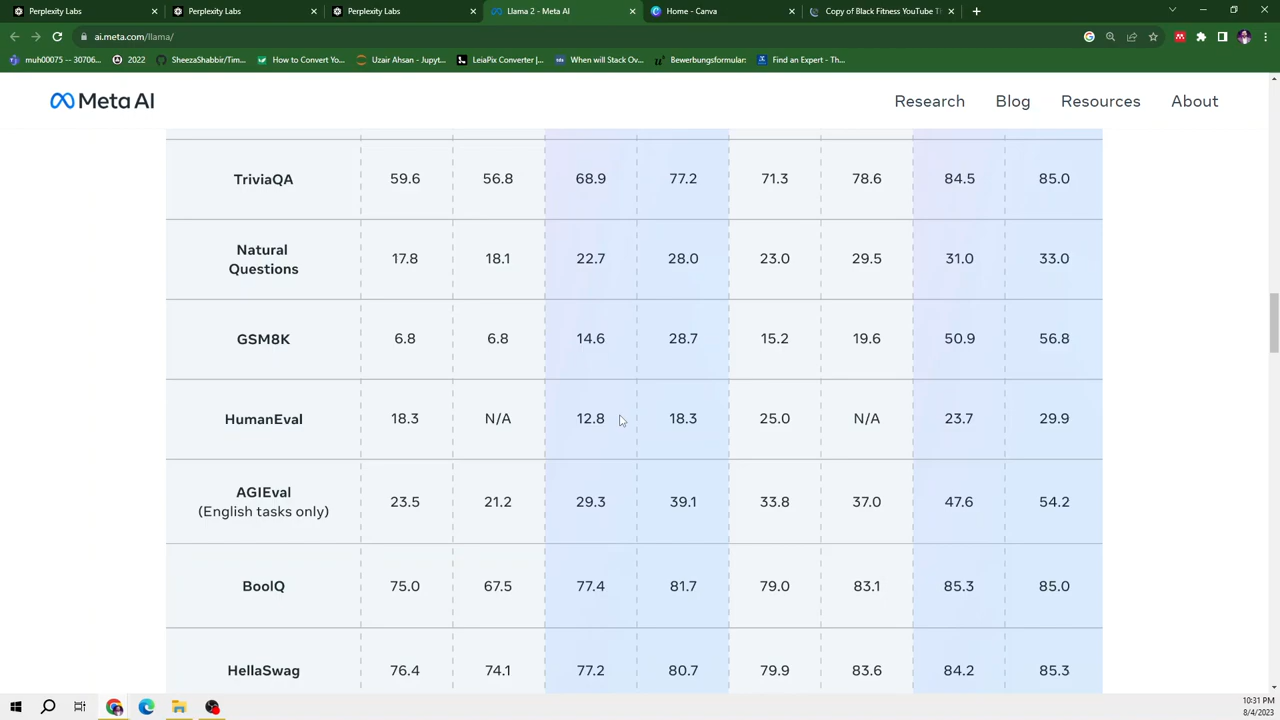 Perplexity Labs
Perplexity Labs
Perplexity Labs
Llama 2 - Meta AI
Home - Canva
Copy of Black Fitness YouTube Th
ai.meta.com/llama/
muh00075 -- 30706...
2022
SheezaShabbir/Tim...
How to Convert Yo...
Uzair Ahsan - Jupyt...
LeiaPix Converter |...
When will Stack Ov...
Bewerbungsformular:
Find an Expert - Th...
Meta AI
Research
Blog
Resources
About
TriviaQA 59.6 56.8 68.9 77.2 71.3 78.6 84.5 85.0
Natural
Questions 17.8 18.1 22.7 28.0 23.0 29.5 31.0 33.0
GSM8K 6.8 6.8 14.6 28.7 15.2 19.6 50.9 56.8
HumanEval 18.3 N/A 12.8 18.3 25.0 N/A 23.7 29.9
AGIEval
(English tasks only) 23.5 21.2 29.3 39.1 33.8 37.0 47.6 54.2
BoolQ 75.0 67.5 77.4 81.7 79.0 83.1 85.3 85.0
HellaSwag 76.4 74.1 77.2 80.7 79.9 83.6 84.2 85.3
10:31 PM
8/4/2023